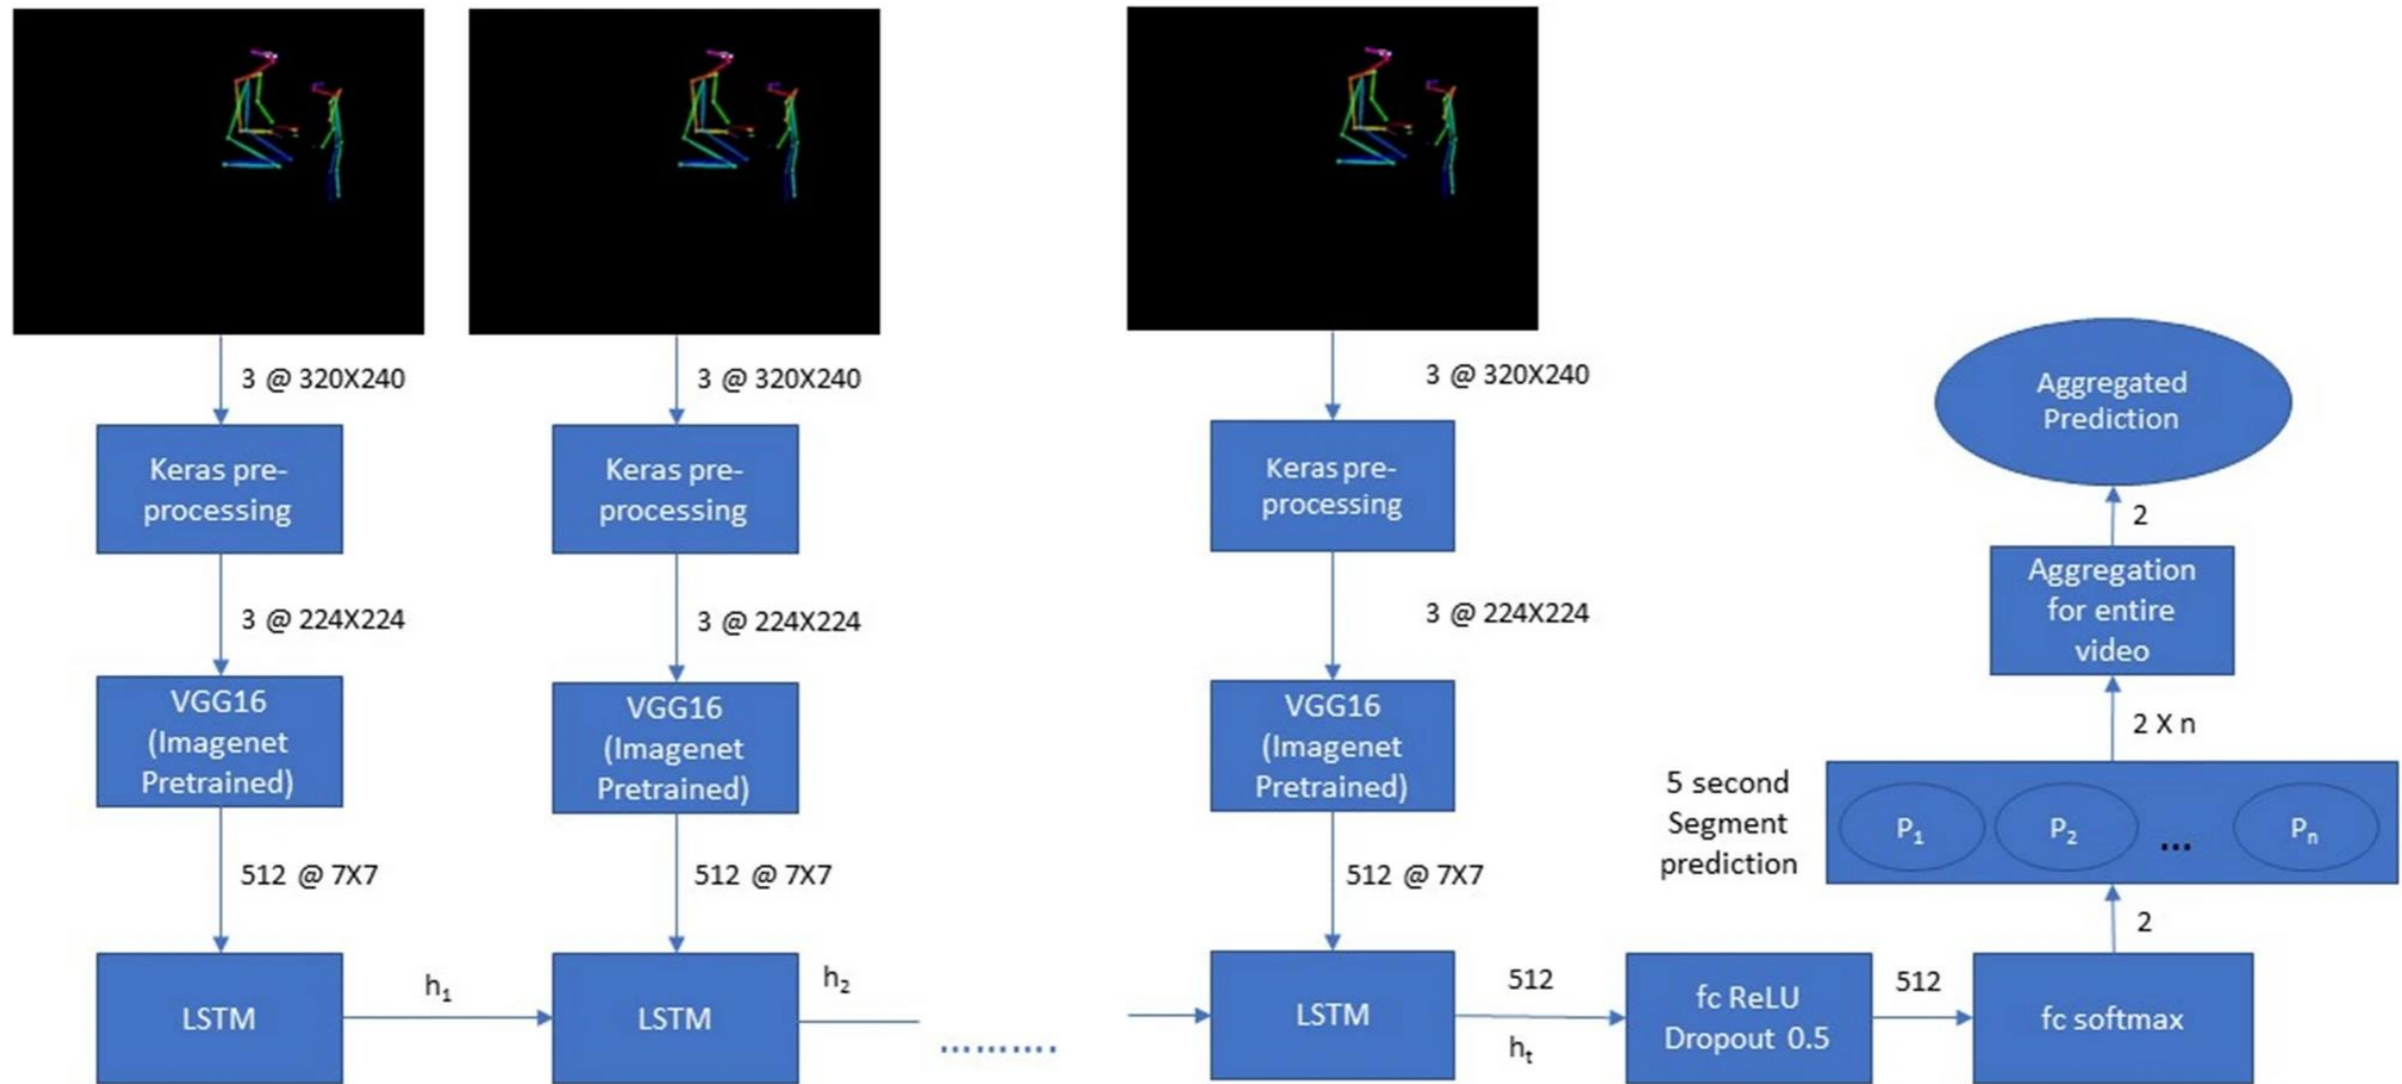 3 @ 320X240
3 @ 320X240
3 @ 320X240
Keras pre-
processing
Keras pre-
processing
Keras pre-
processing
3 @ 224X224
3 @ 224X224
3 @ 224X224
VGG16
(Imagenet
Pretrained)
VGG16
(Imagenet
Pretrained)
VGG16
(Imagenet
Pretrained)
512 @ 7X7
512 @ 7X7
512 @ 7X7
LSTM
h₁
LSTM
h₂
..........
LSTM
512
hₜ
fc ReLU
Dropout 0.5
512
fc softmax
2
5 second
Segment
prediction
P₁
P₂
...
Pₙ
2 X n
Aggregation
for entire
video
2
Aggregated
Prediction